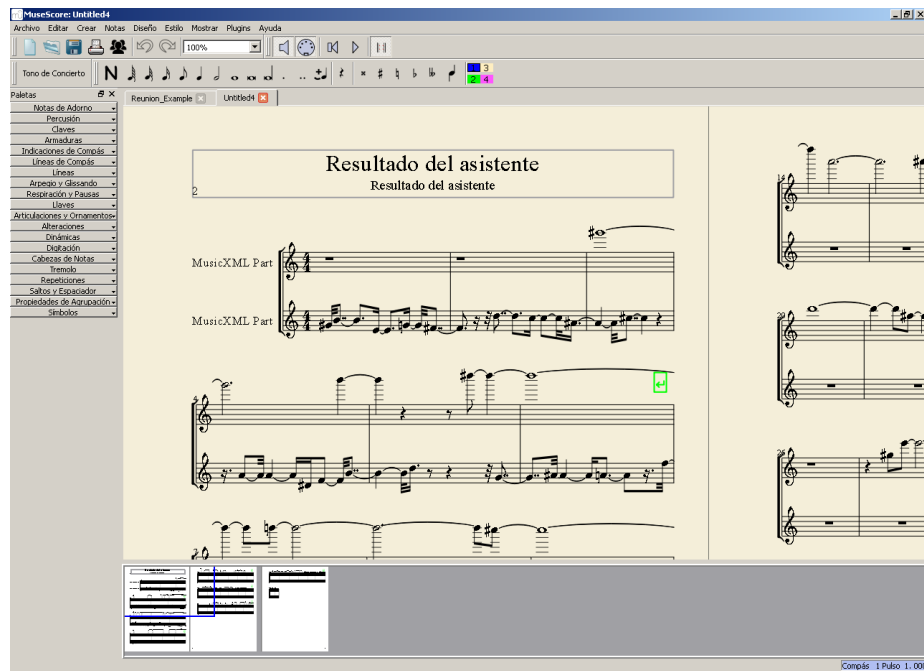 MuseScore: Untitled4
Archivo Editar Crear Notas Diseño Estilo Mostrar Plugins Ayuda
100%
Tono de Concierto
1 3
2 4
Paletas
Reunion_Example Untitled4
Notas de Adorno
Percusión
Claves
Armaduras
Indicaciones de Compás
Líneas de Compás
Líneas
Arpegio y Glissando
Respiración y Pausas
Llaves
Articulaciones y Ornamentos
Alteraciones
Dinámicas
Digitación
Cabezas de Notas
Tremolo
Repeticiones
Saltos y Espaciador
Propiedades de Agrupación
Símbolos
Resultado del asistente
Resultado del asistente
2
MusicXML Part
MusicXML Part
Compás 1 Pulso 1.